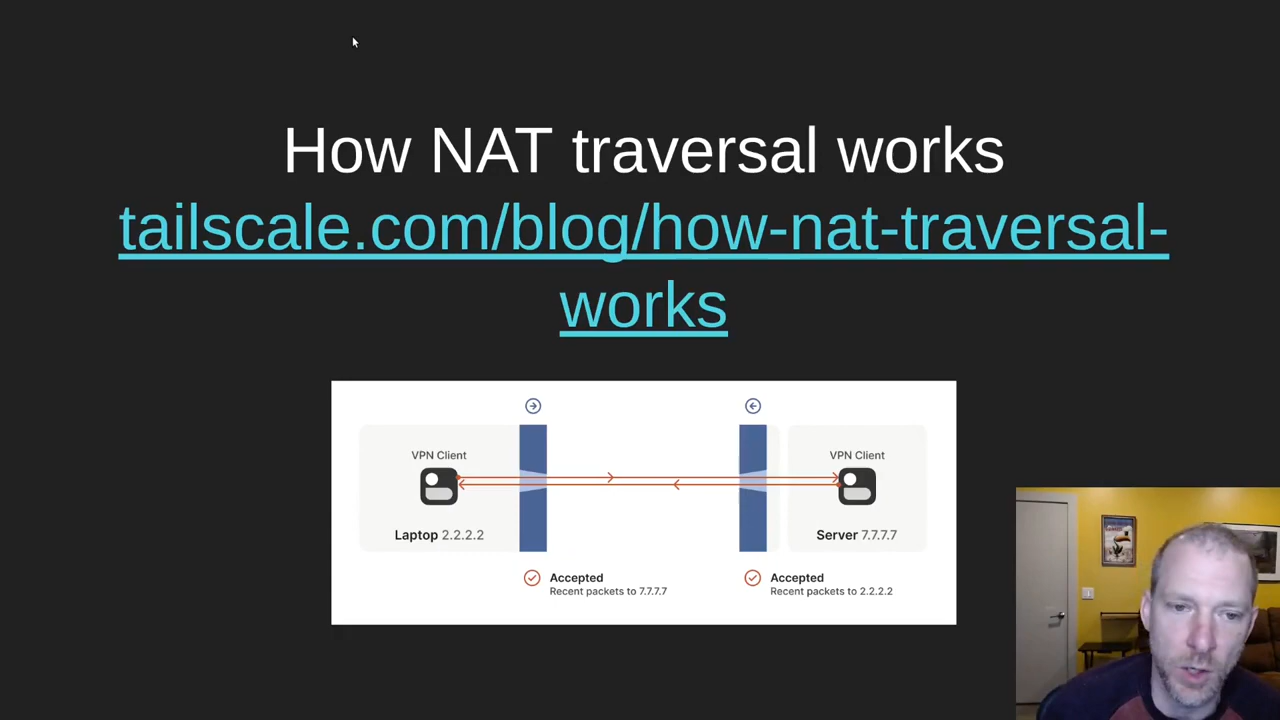 How NAT traversal works
tailscale.com/blog/how-nat-traversal-
works
VPN Client
VPN Client
Laptop 2.2.2.2
Server 7.7.7.7
Accepted
Recent packets to 7.7.7.7
Accepted
Recent packets to 2.2.2.2